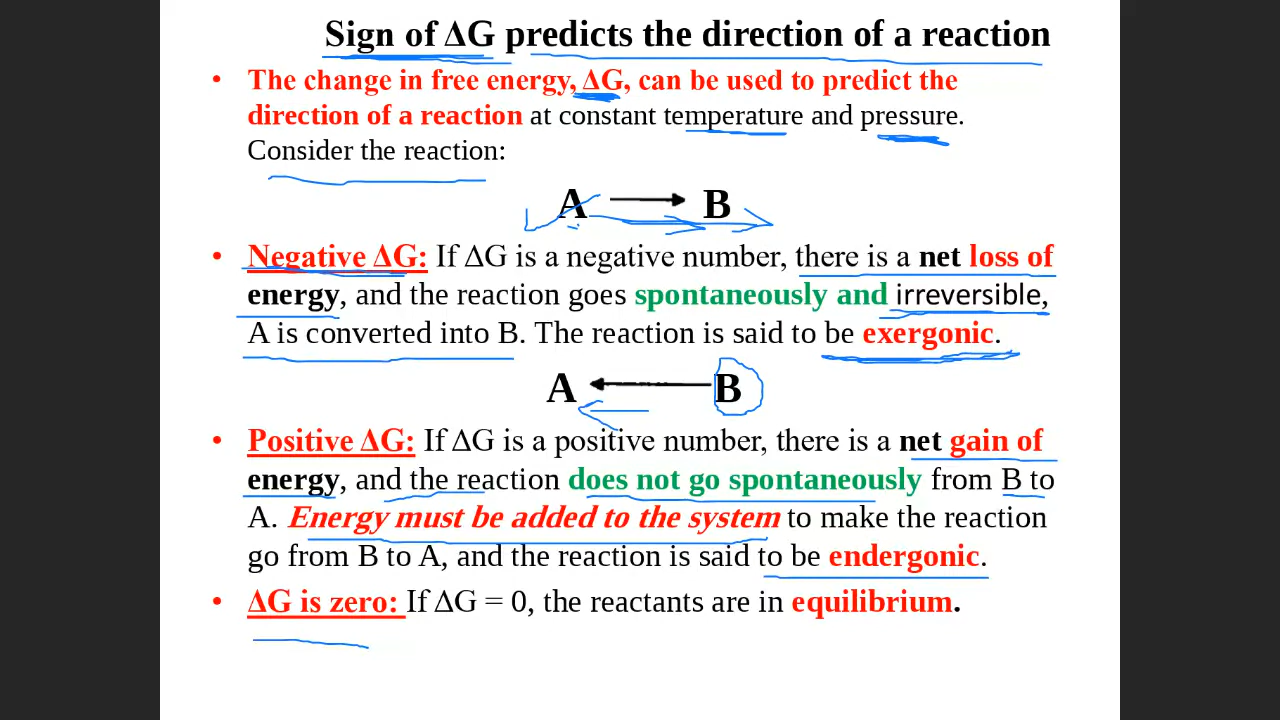 Sign of ΔG predicts the direction of a reaction
• The change in free energy, ΔG, can be used to predict the
direction of a reaction at constant temperature and pressure.
Consider the reaction:
A → B
• Negative ΔG: If ΔG is a negative number, there is a net loss of
energy, and the reaction goes spontaneously and irreversible,
A is converted into B. The reaction is said to be exergonic.
A ← B
• Positive ΔG: If ΔG is a positive number, there is a net gain of
energy, and the reaction does not go spontaneously from B to
A. Energy must be added to the system to make the reaction
go from B to A, and the reaction is said to be endergonic.
• ΔG is zero: If ΔG = 0, the reactants are in equilibrium.